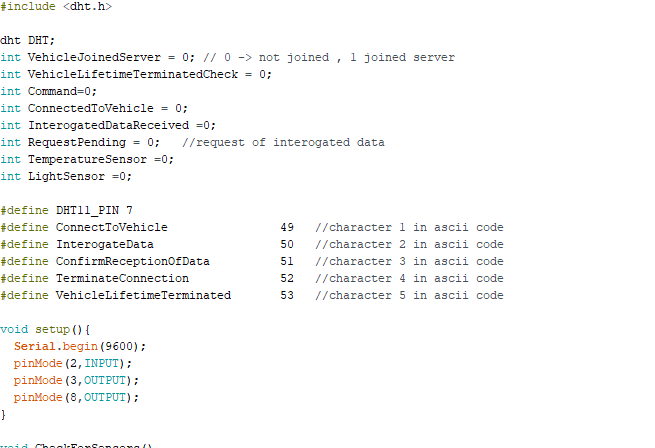 #include <dht.h>
dht DHT;
int VehicleJoinedServer = 0; // 0 -> not joined , 1 joined server
int VehicleLifetimeTerminatedCheck = 0;
int Command=0;
int ConnectedToVehicle = 0;
int InterogatedDataReceived =0;
int RequestPending = 0;   //request of interogated data
int TemperatureSensor =0;
int LightSensor =0;
#define DHT11_PIN 7
#define ConnectToVehicle                49   //character 1 in ascii code
#define InterogateData                  50   //character 2 in ascii code
#define ConfirmReceptionOfData          51   //character 3 in ascii code
#define TerminateConnection             52   //character 4 in ascii code
#define VehicleLifetimeTerminated       53   //character 5 in ascii code
void setup(){
  Serial.begin(9600);
  pinMode(2,INPUT);
  pinMode(3,OUTPUT);
  pinMode(8,OUTPUT);
}
void CheckForSensors()